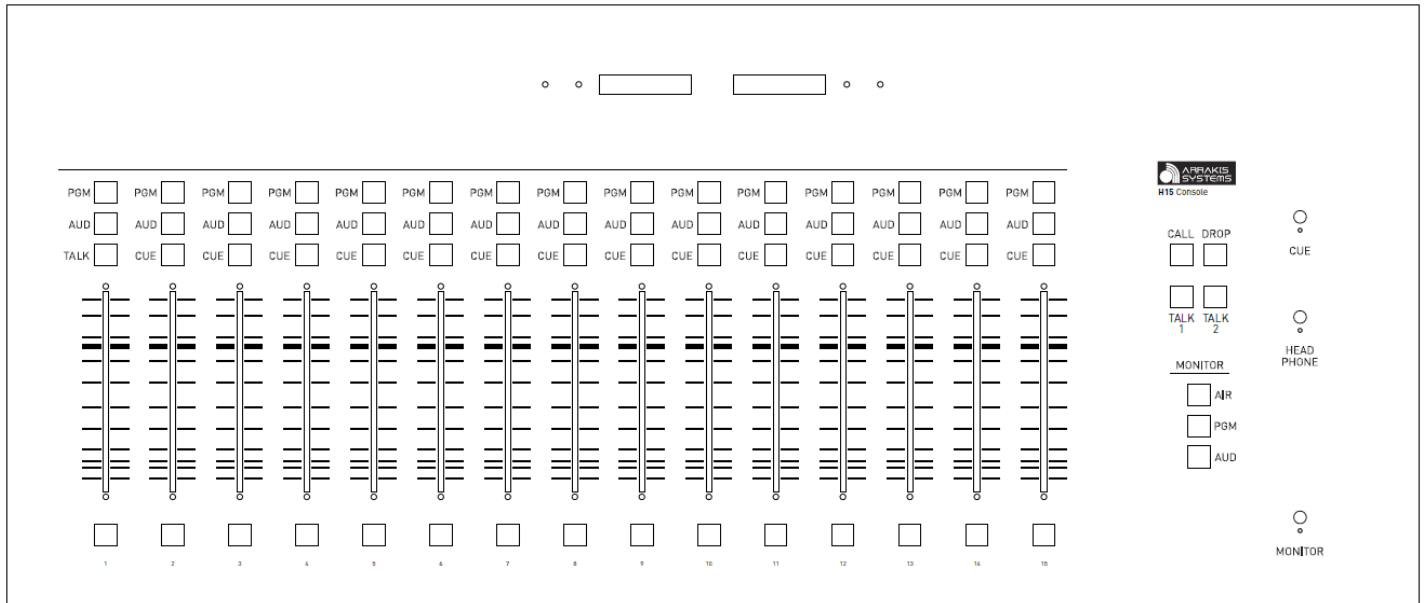 PGM PGM PGM PGM PGM PGM PGM PGM PGM PGM PGM PGM PGM PGM PGM
AUD AUD AUD AUD AUD AUD AUD AUD AUD AUD AUD AUD AUD AUD AUD
TALK CUE CUE CUE CUE CUE CUE CUE CUE CUE CUE CUE CUE CUE CUE
1 2 3 4 5 6 7 8 9 10 11 12 13 14 15
ARRAKIS
SYSTEMS
H15 Console
CALL DROP
TALK TALK
1 2
MONITOR
AIR
PGM
AUD
CUE
HEAD
PHONE
MONITOR